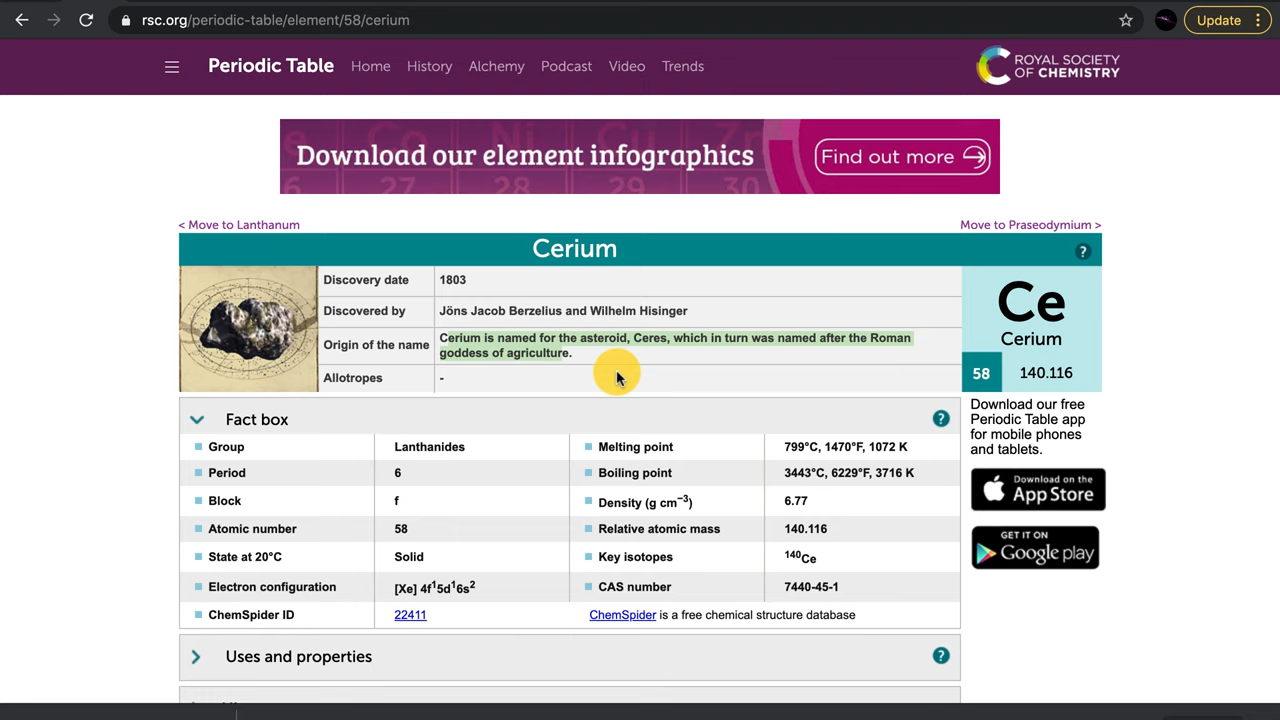 rsc.org/periodic-table/element/58/cerium
Update
Periodic Table Home History Alchemy Podcast Video Trends
ROYAL SOCIETY
OF CHEMISTRY
Download our element infographics
Find out more
26 27 28 29 30
< Move to Lanthanum Move to Praseodymium >
Cerium ?
Discovery date 1803
Discovered by Jöns Jacob Berzelius and Wilhelm Hisinger
Origin of the name Cerium is named for the asteroid, Ceres, which in turn was named after the Roman
goddess of agriculture.
Allotropes -
Ce
Cerium
58 140.116
Fact box ?
Group Lanthanides Melting point 799°C, 1470°F, 1072 K
Period 6 Boiling point 3443°C, 6229°F, 3716 K
Block f Density (g cm⁻³) 6.77
Atomic number 58 Relative atomic mass 140.116
State at 20°C Solid Key isotopes ¹⁴⁰Ce
Electron configuration [Xe] 4f¹5d¹6s² CAS number 7440-45-1
ChemSpider ID 22411 ChemSpider is a free chemical structure database
Download our free
Periodic Table app
for mobile phones
and tablets.
Download on the
App Store
GET IT ON
Google play
Uses and properties ?